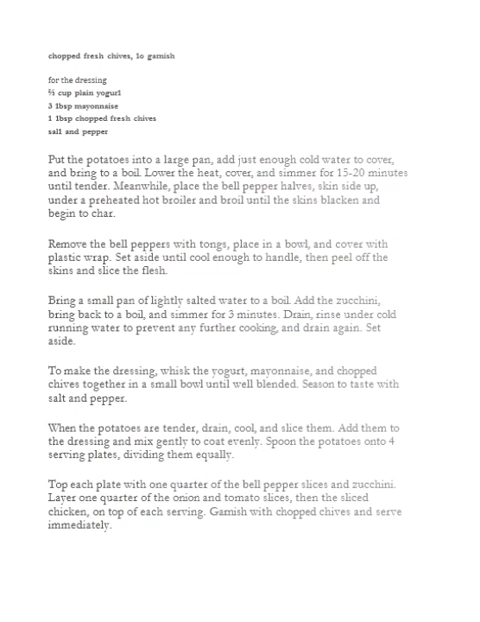 chopped fresh chives, to garnish
for the dressing
½ cup plain yogurt
3 tbsp mayonnaise
1 tbsp chopped fresh chives
salt and pepper
Put the potatoes into a large pan, add just enough cold water to cover,
and bring to a boil. Lower the heat, cover, and simmer for 15-20 minutes
until tender. Meanwhile, place the bell pepper halves, skin side up,
under a preheated hot broiler and broil until the skins blacken and
begin to char.
Remove the bell peppers with tongs, place in a bowl, and cover with
plastic wrap. Set aside until cool enough to handle, then peel off the
skins and slice the flesh.
Bring a small pan of lightly salted water to a boil. Add the zucchini,
bring back to a boil, and simmer for 3 minutes. Drain, rinse under cold
running water to prevent any further cooking, and drain again. Set
aside.
To make the dressing, whisk the yogurt, mayonnaise, and chopped
chives together in a small bowl until well blended. Season to taste with
salt and pepper.
When the potatoes are tender, drain, cool, and slice them. Add them to
the dressing and mix gently to coat evenly. Spoon the potatoes onto 4
serving plates, dividing them equally.
Top each plate with one quarter of the bell pepper slices and zucchini.
Layer one quarter of the onion and tomato slices, then the sliced
chicken, on top of each serving. Garnish with chopped chives and serve
immediately.